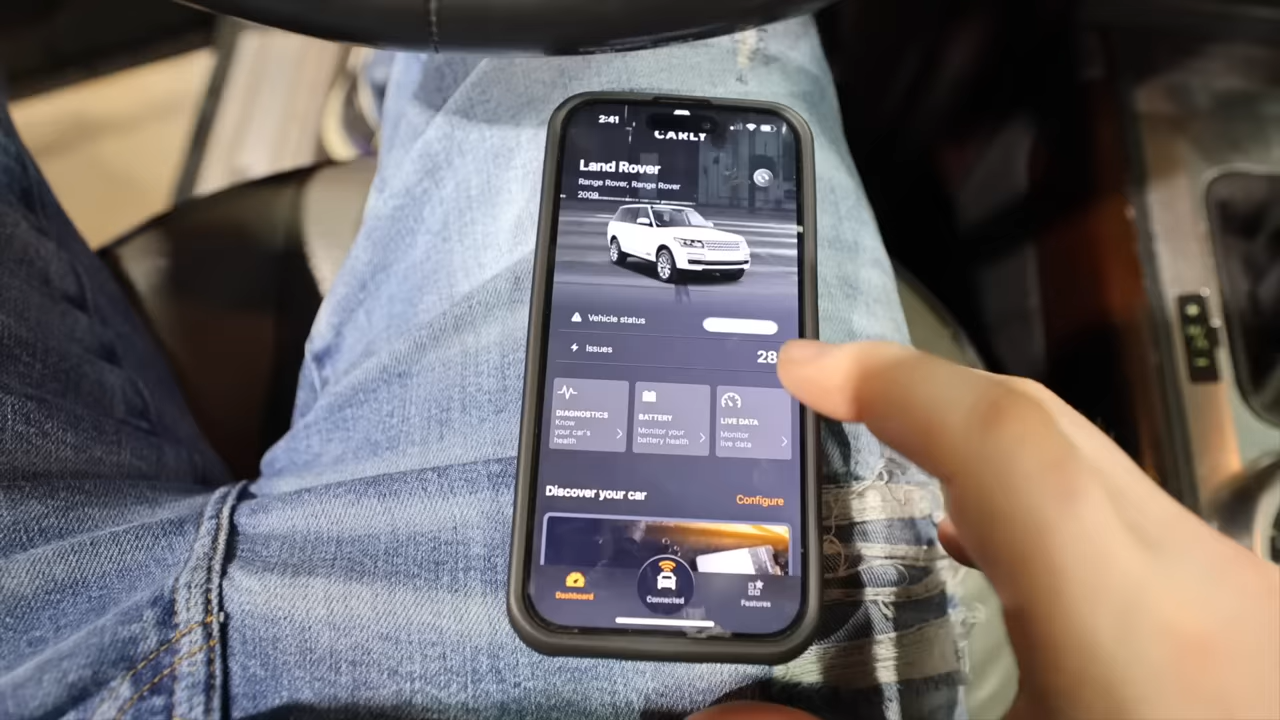 2:41
CARLY
Land Rover
Range Rover, Range Rover
2009
Vehicle status
Issues
28
DIAGNOSTICS
Know
your car's
health
BATTERY
Monitor your
battery health
LIVE DATA
Monitor
live data
Discover your car
Configure
Dashboard
Connected
Features